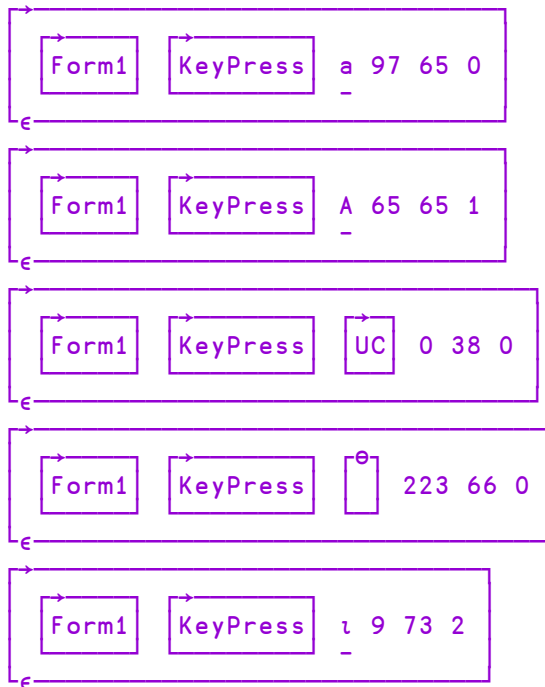 Form1 KeyPress a 97 65 0
Form1 KeyPress A 65 65 1
Form1 KeyPress UC 0 38 0
Form1 KeyPress 223 66 0
Form1 KeyPress ⍳ 9 73 2